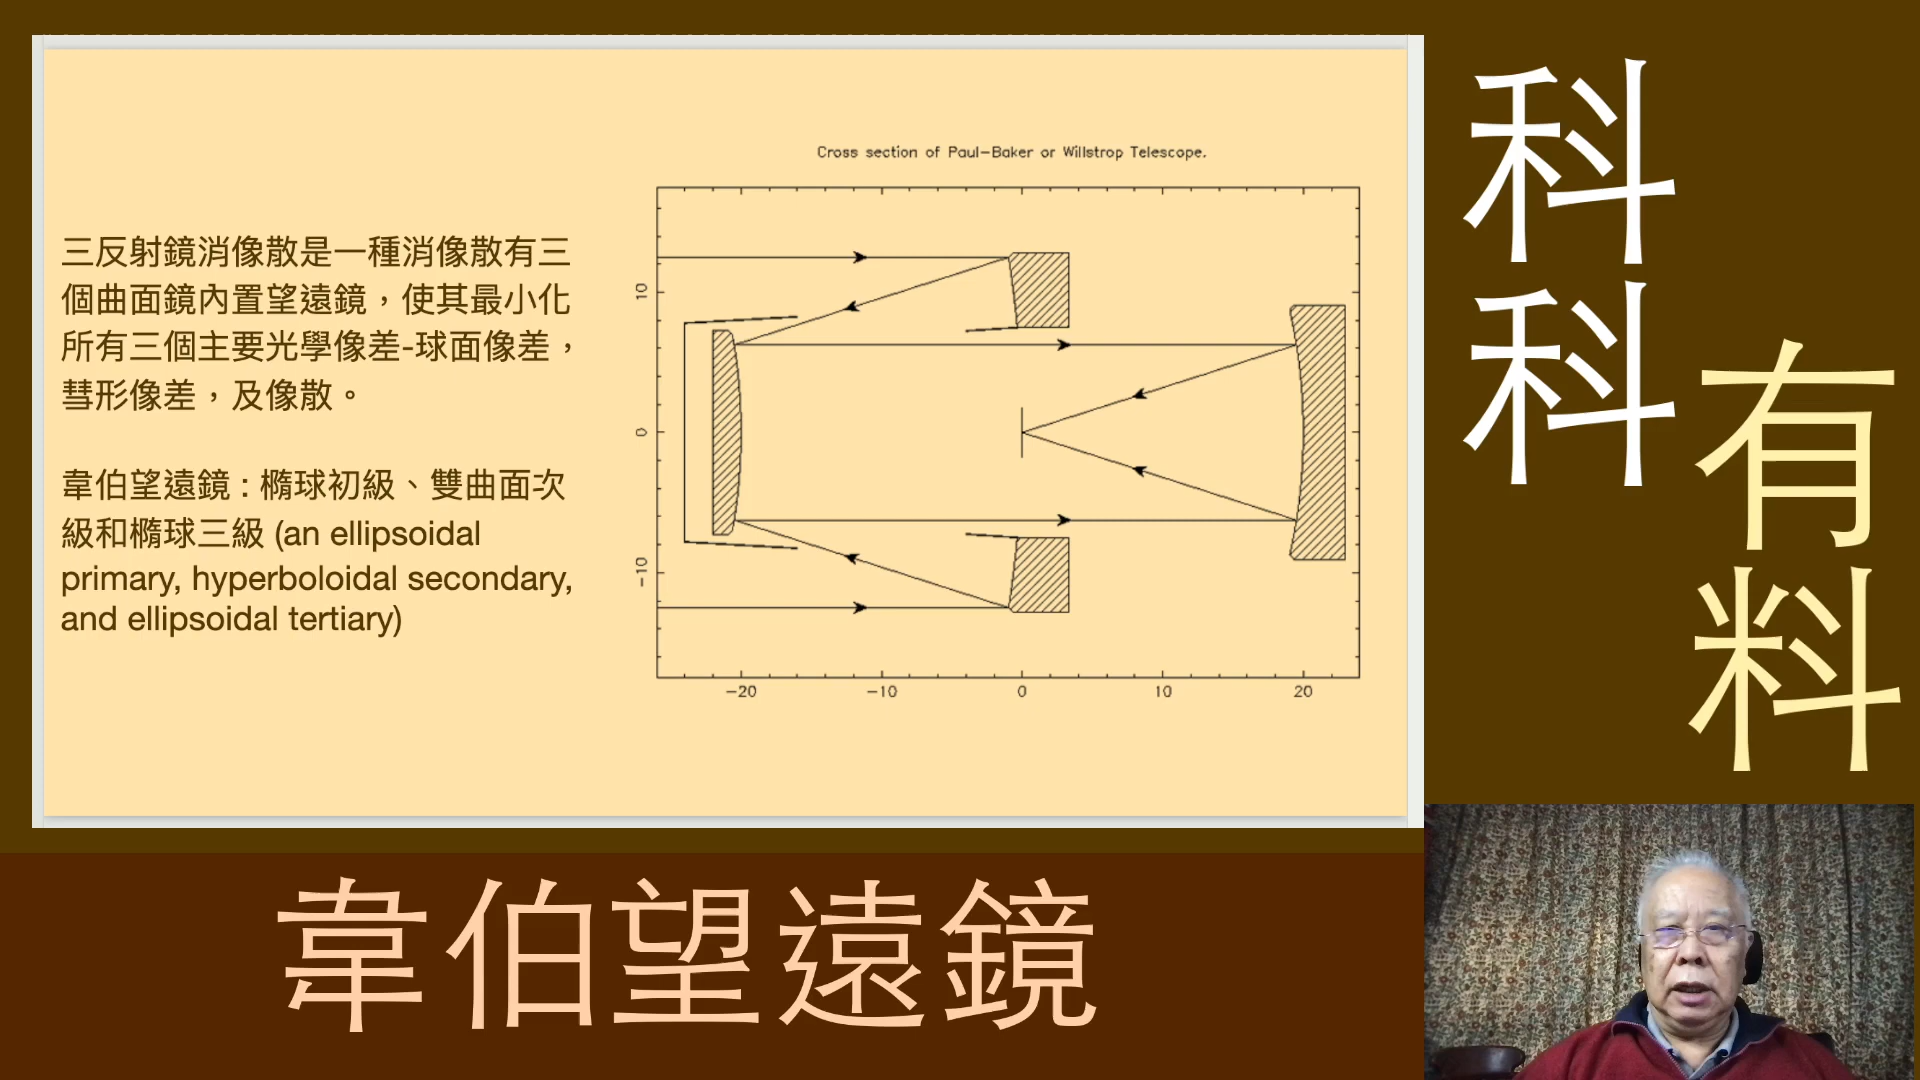 三反射鏡消像散是一種消像散有三
個曲面鏡內置望遠鏡，使其最小化
所有三個主要光學像差-球面像差，
彗形像差，及像散。
韋伯望遠鏡 : 橢球初級、雙曲面次
級和橢球三級 (an ellipsoidal
primary, hyperboloidal secondary,
and ellipsoidal tertiary)
Cross section of Paul-Baker or Willstrop Telescope.
10
0
-10
-20
-10
0
10
20
科科
有料
韋伯望遠鏡